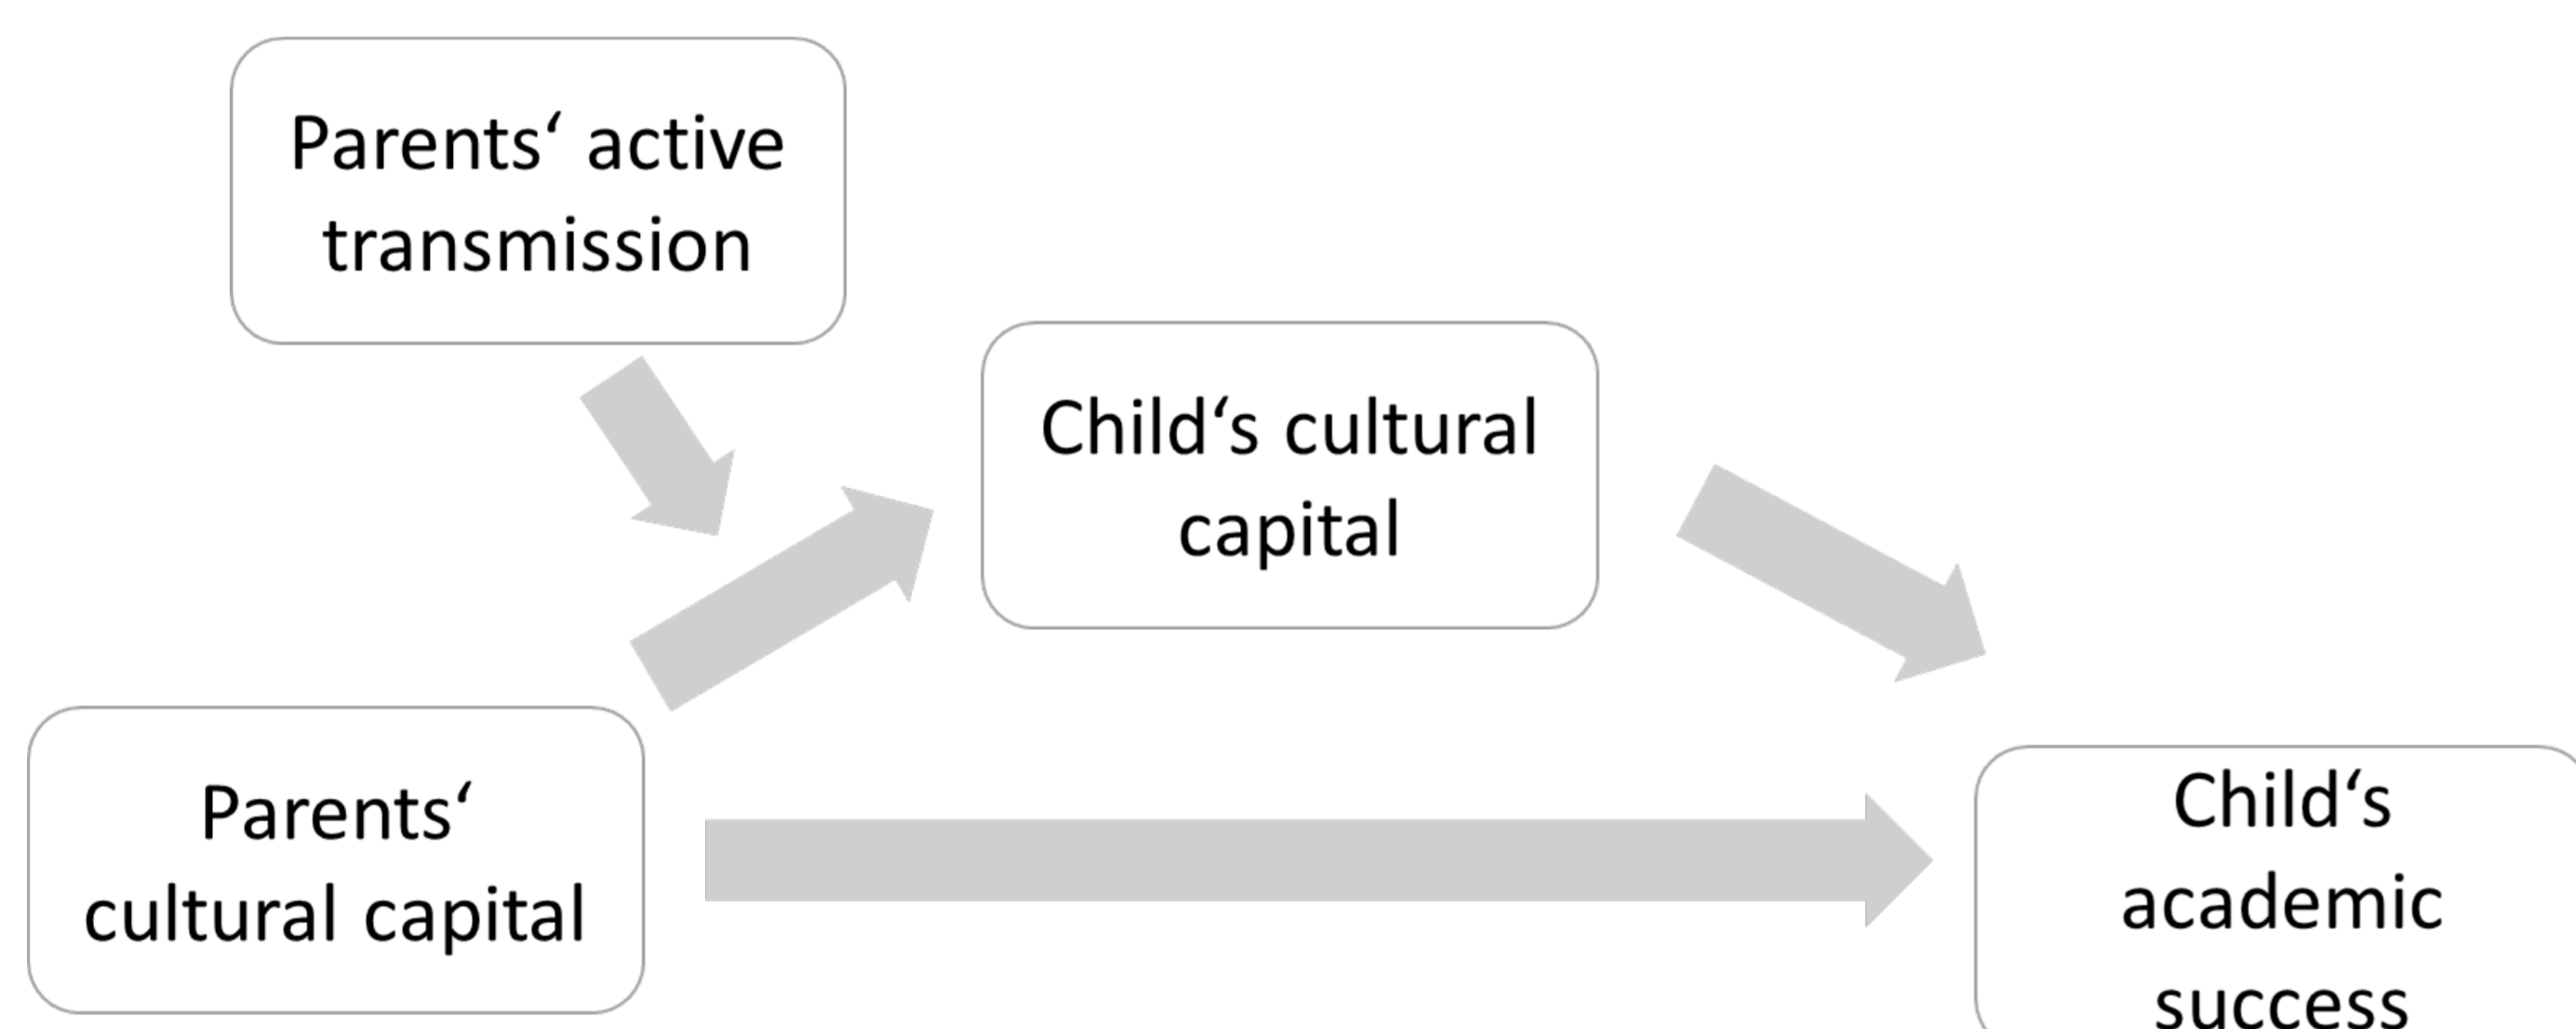 Parents‘ active
transmission
Child‘s cultural
capital
Parents‘
cultural capital
Child‘s
academic
success